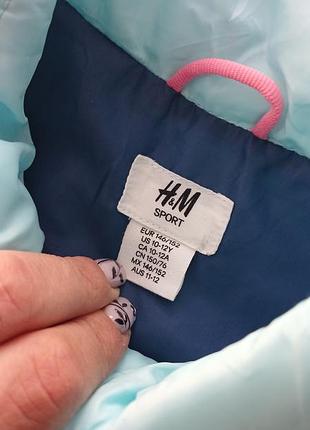 H&M
SPORT
EUR 146/152
US 10-12Y
CA 10-12A
CN 150/76
MX 146/152
AUS 11-12